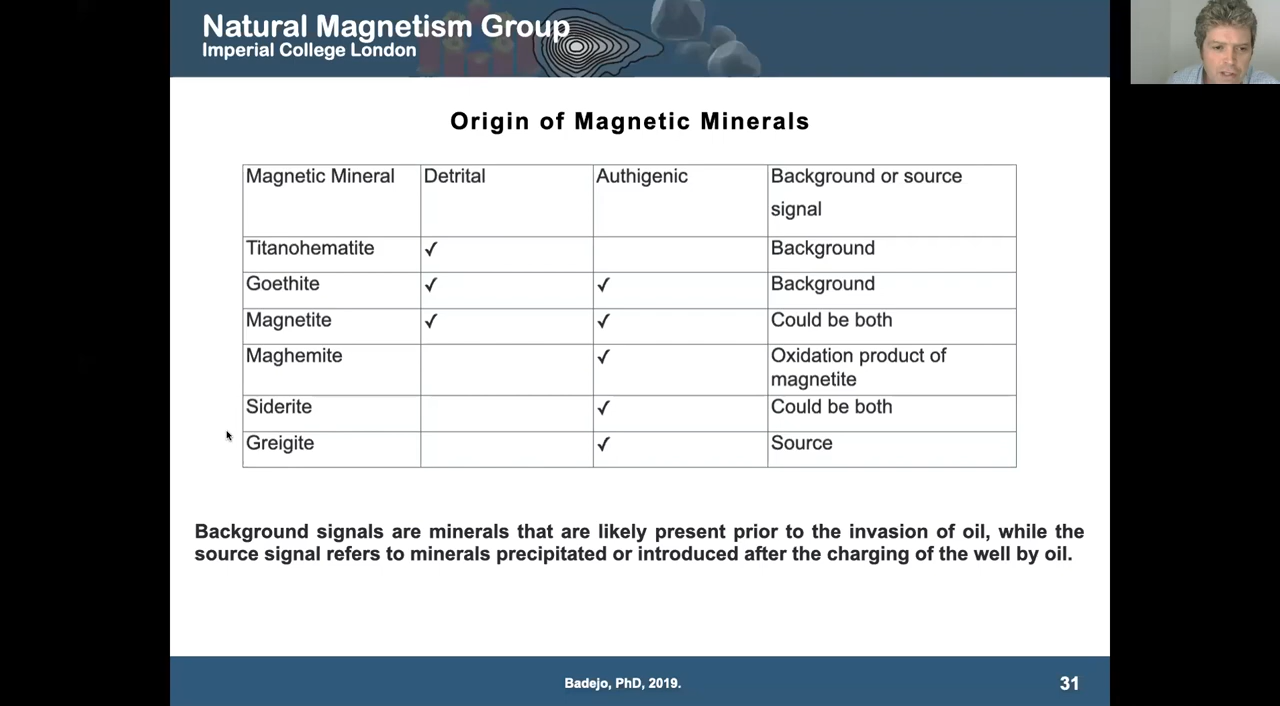 Natural Magnetism Group
Imperial College London
Origin of Magnetic Minerals
Magnetic Mineral Detrital Authigenic Background or source
signal
Titanohematite ✓ Background
Goethite ✓ ✓ Background
Magnetite ✓ ✓ Could be both
Maghemite ✓ Oxidation product of
magnetite
Siderite ✓ Could be both
Greigite ✓ Source
Background signals are minerals that are likely present prior to the invasion of oil, while the
source signal refers to minerals precipitated or introduced after the charging of the well by oil.
Badejo, PhD, 2019.
31